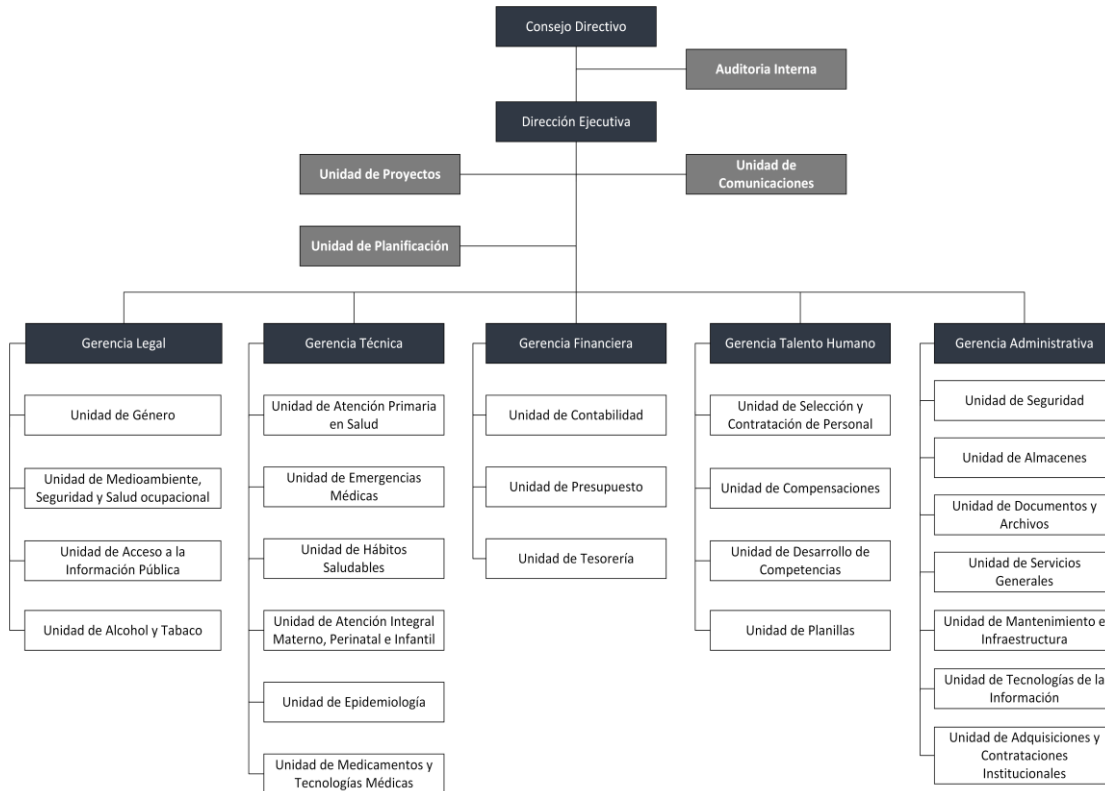 Consejo Directivo
Auditoria Interna
Dirección Ejecutiva
Unidad de Proyectos
Unidad de
Comunicaciones
Unidad de Planificación
Gerencia Legal
Unidad de Género
Unidad de Medioambiente,
Seguridad y Salud ocupacional
Unidad de Acceso a la
Información Pública
Unidad de Alcohol y Tabaco
Gerencia Técnica
Unidad de Atención Primaria
en Salud
Unidad de Emergencias
Médicas
Unidad de Hábitos
Saludables
Unidad de Atención Integral
Materno, Perinatal e Infantil
Unidad de Epidemiología
Unidad de Medicamentos y
Tecnologías Médicas
Gerencia Financiera
Unidad de Contabilidad
Unidad de Presupuesto
Unidad de Tesorería
Gerencia Talento Humano
Unidad de Selección y
Contratación de Personal
Unidad de Compensaciones
Unidad de Desarrollo de
Competencias
Unidad de Planillas
Gerencia Administrativa
Unidad de Seguridad
Unidad de Almacenes
Unidad de Documentos y
Archivos
Unidad de Servicios
Generales
Unidad de Mantenimiento e
Infraestructura
Unidad de Tecnologías de la
Información
Unidad de Adquisiciones y
Contrataciones
Institucionales